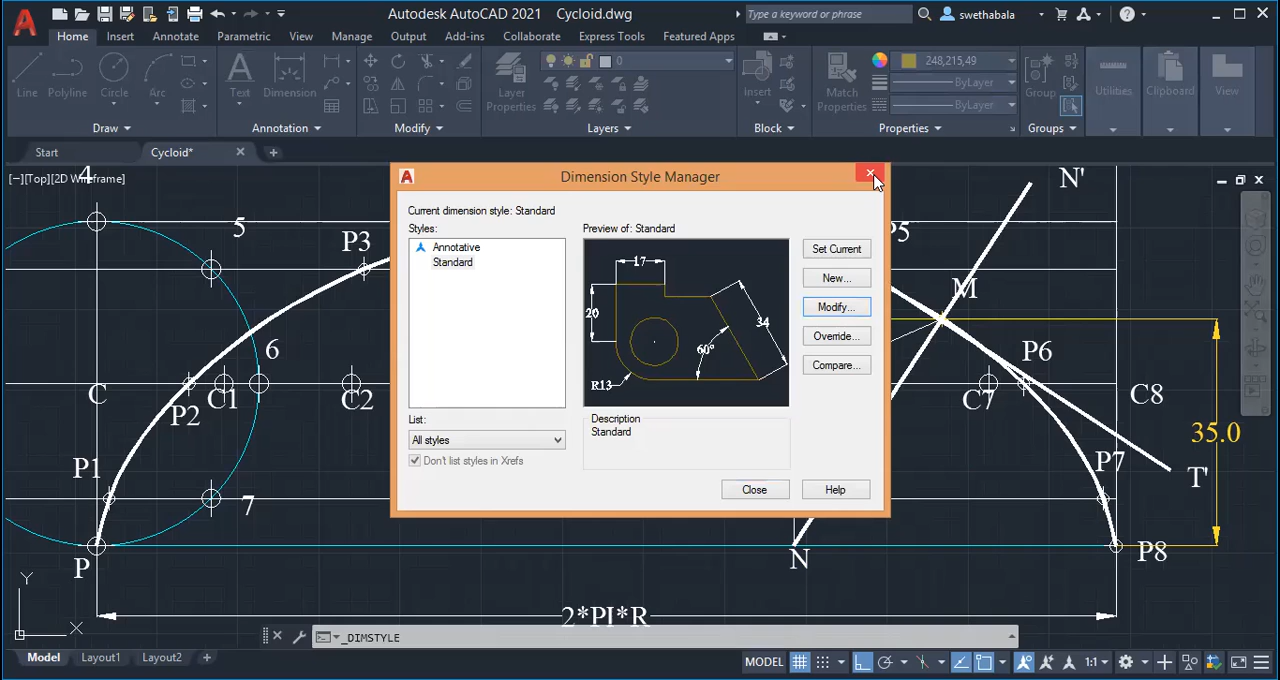 Autodesk AutoCAD 2021 Cycloid.dwg
Type a keyword or phrase
swethabala
Home Insert Annotate Parametric View Manage Output Add-ins Collaborate Express Tools Featured Apps
Line Polyline Circle Arc
Text Dimension
Layer Properties
0
Insert
Match Properties
248,215,49
ByLayer
ByLayer
Group
Utilities
Clipboard
View
Draw Annotation Modify Layers Block Properties Groups
Start Cycloid*
[−][Top][2D Wireframe]
4
5
P3
6
C
P2
C1
C2
P1
7
P
Dimension Style Manager
Current dimension style: Standard
Styles:
Annotative
Standard
Preview of: Standard
17
20
34
60°
R13
Set Current
New...
Modify...
Override...
Compare...
List:
All styles
Don't list styles in Xrefs
Description
Standard
Close
Help
N'
P5
M
P6
C7
C8
35.0
P7
T'
N
P8
2*PI*R
Y
X
_DIMSTYLE
Model Layout1 Layout2 +
MODEL
1:1